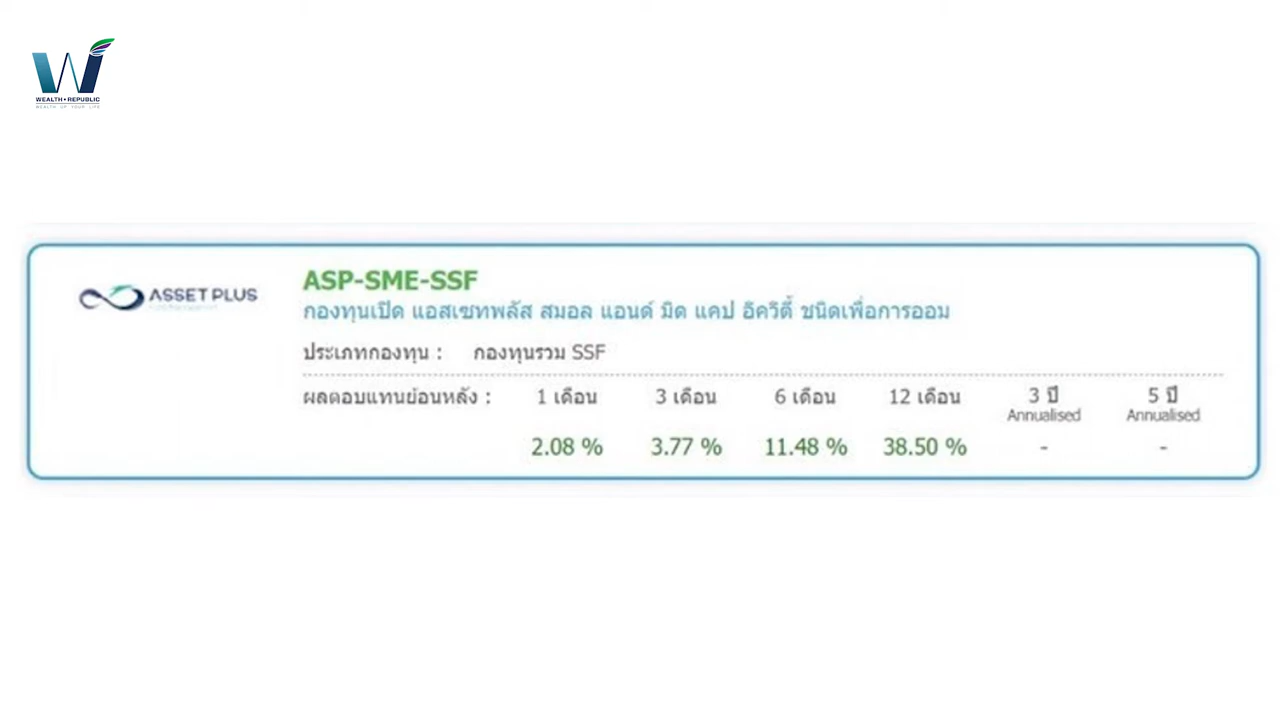 WEALTH • REPUBLIC
WEALTH UP YOUR LIFE
ASSET PLUS
ASP-SME-SSF
กองทุนเปิด แอสเซทพลัส สมอล แอนด์ มิด แคป อิควิตี้ ชนิดเพื่อการออม
ประเภทกองทุน : กองทุนรวม SSF
ผลตอบแทนย้อนหลัง : 1 เดือน 3 เดือน 6 เดือน 12 เดือน 3 ปี 5 ปี
Annualised Annualised
2.08 % 3.77 % 11.48 % 38.50 % - -